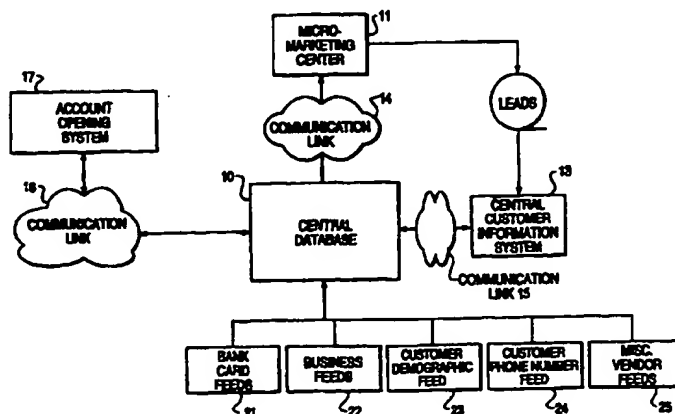 11
MICRO-
MARKETING
CENTER
17
ACCOUNT
OPENING
SYSTEM
14
COMMUNICATION
LINK
LEADS
16
COMMUNICATION
LINK
10
CENTRAL
DATABASE
13
CENTRAL
CUSTOMER
INFORMATION
SYSTEM
COMMUNICATION
LINK 15
BANK
CARD
FEEDS
BUSINESS
FEEDS
CUSTOMER
DEMOGRAPHIC
FEED
CUSTOMER
PHONE NUMBER
FEED
MISC.
VENDOR
FEEDS
21
22
23
24
25